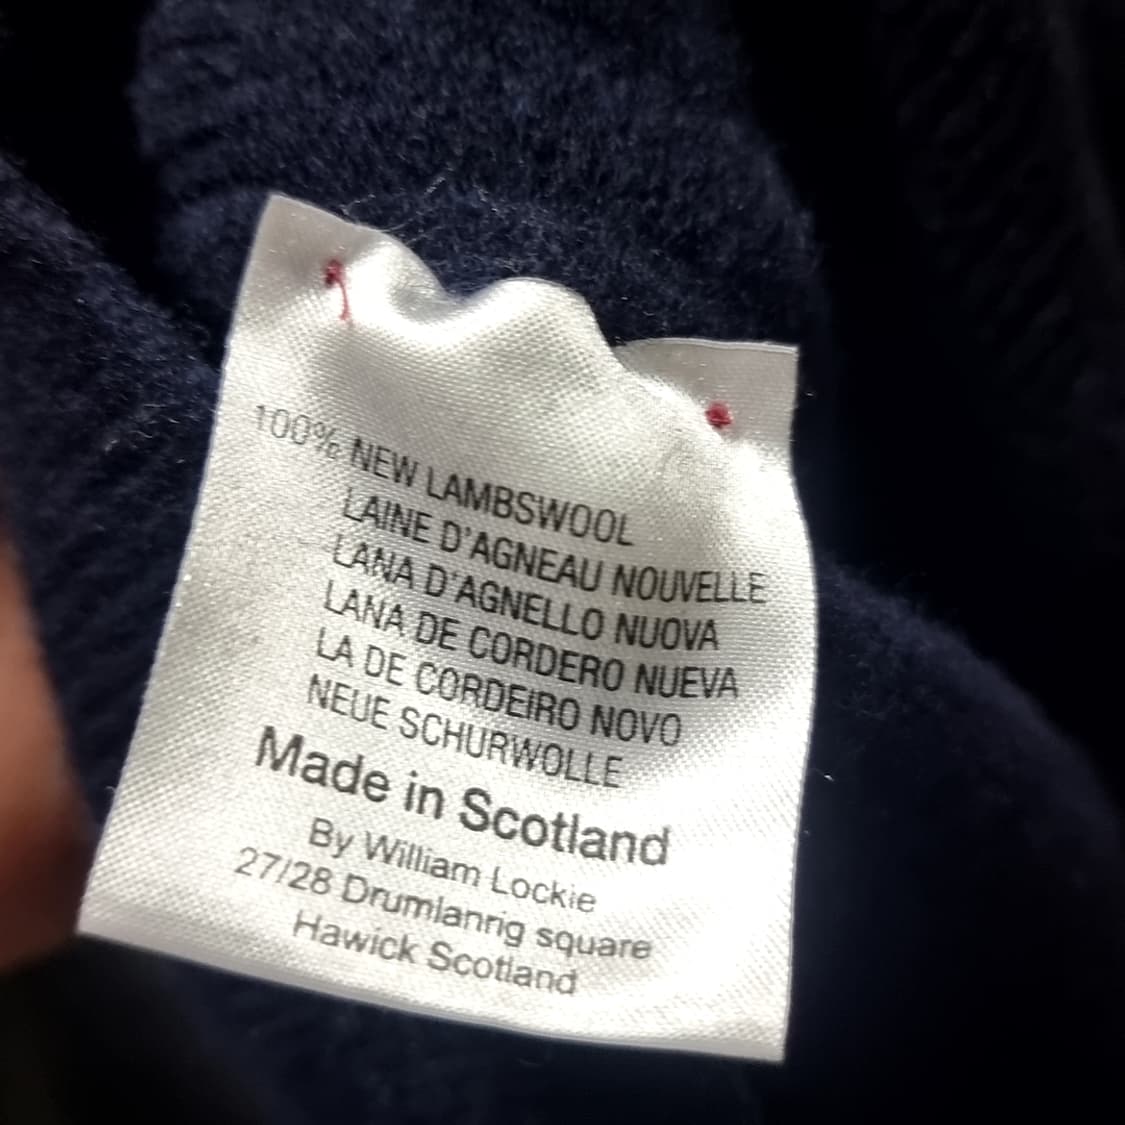 100% NEW LAMBSWOOL
LAINE D'AGNEAU NOUVELLE
LANA D'AGNELLO NUOVA
LANA DE CORDERO NUEVA
LA DE CORDEIRO NOVO
NEUE SCHURWOLLE
Made in Scotland
By William Lockie
27/28 Drumlanrig square
Hawick Scotland